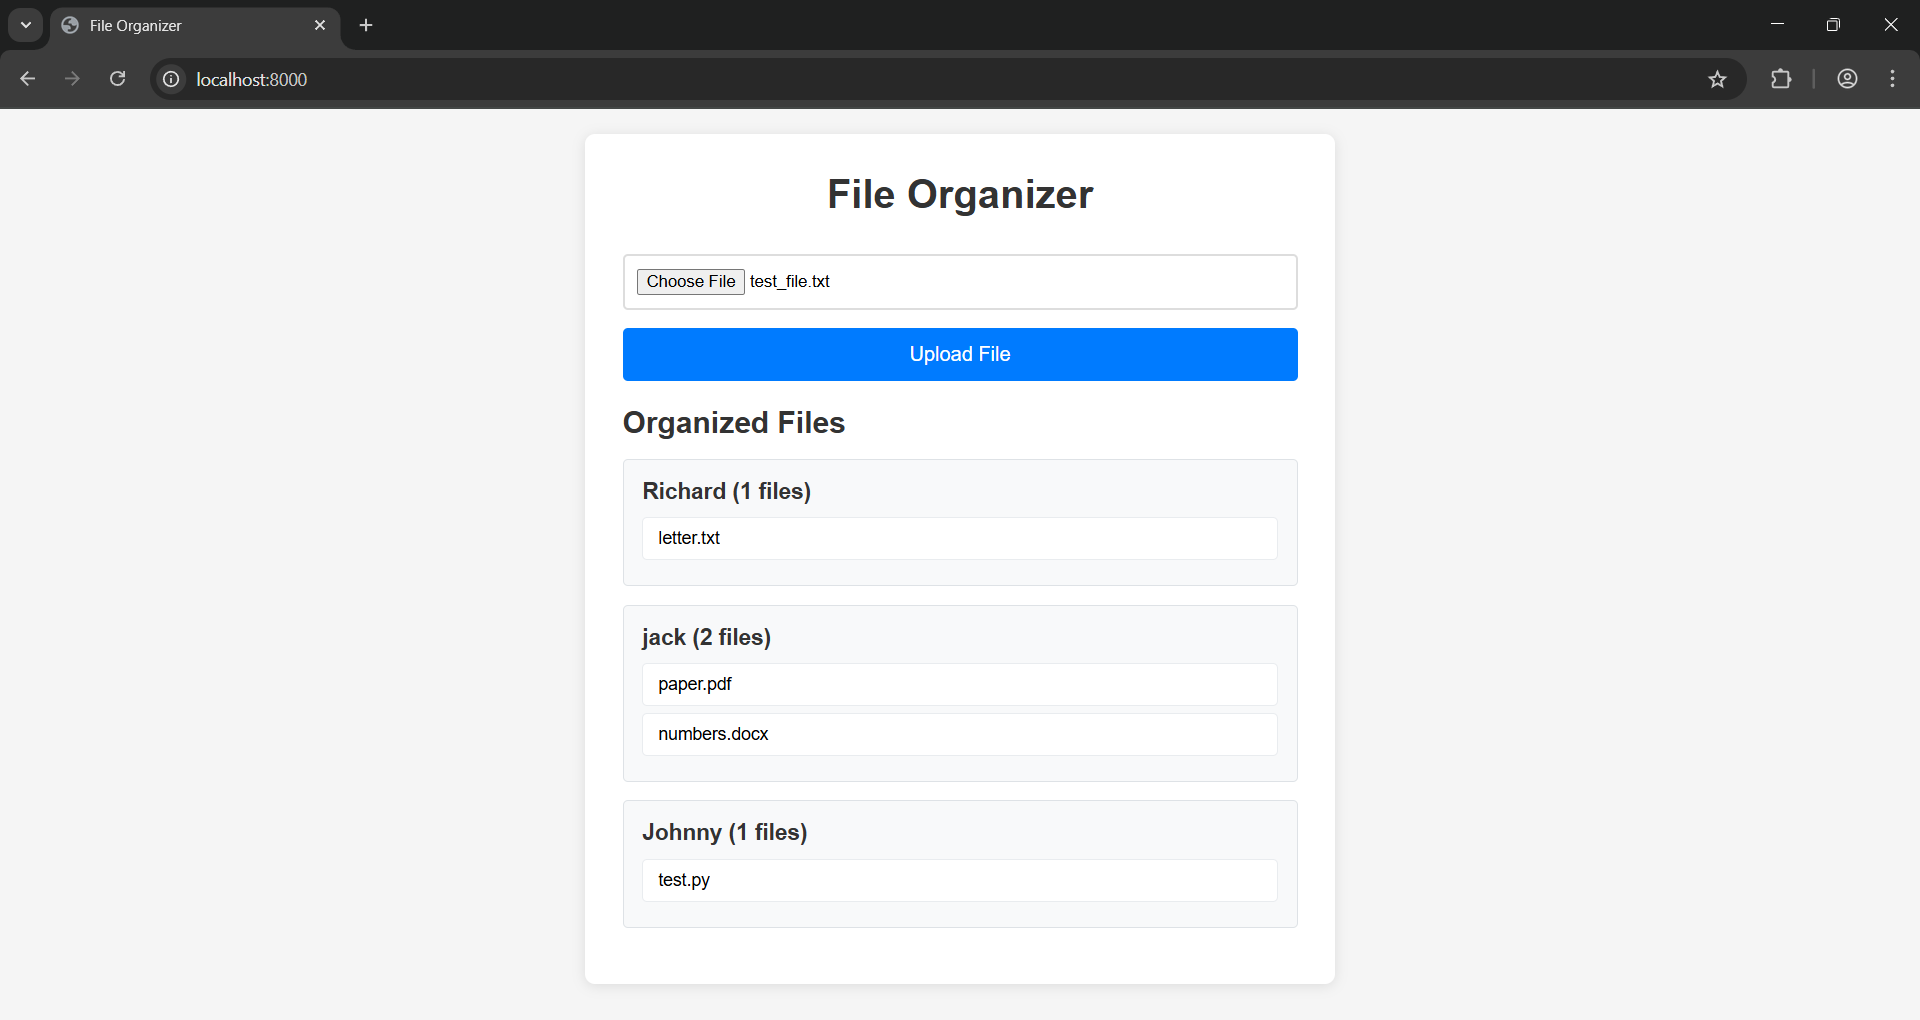 File Organizer
localhost:8000
File Organizer
Choose File test_file.txt
Upload File
Organized Files
Richard (1 files)
letter.txt
jack (2 files)
paper.pdf
numbers.docx
Johnny (1 files)
test.py